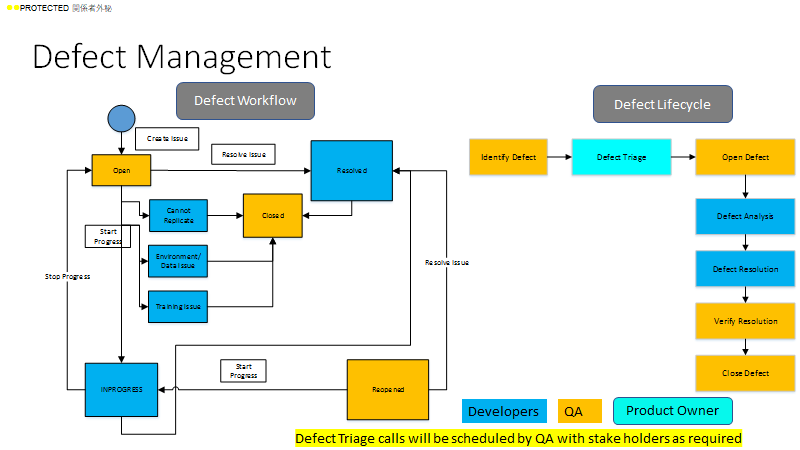 PROTECTED 関係者外秘
Defect Management
Defect Workflow
Defect Lifecycle
Create Issue
Resolve Issue
Open
Resolved
Identify Defect
Defect Triage
Open Defect
Cannot
Replicate
Closed
Start
Progress
Defect Analysis
Environment/
Data Issue
Stop Progress
Resolve Issue
Defect Resolution
Training Issue
Verify Resolution
Start
Progress
INPROGRESS
Reopened
Close Defect
Developers
QA
Product Owner
Defect Triage calls will be scheduled by QA with stake holders as required